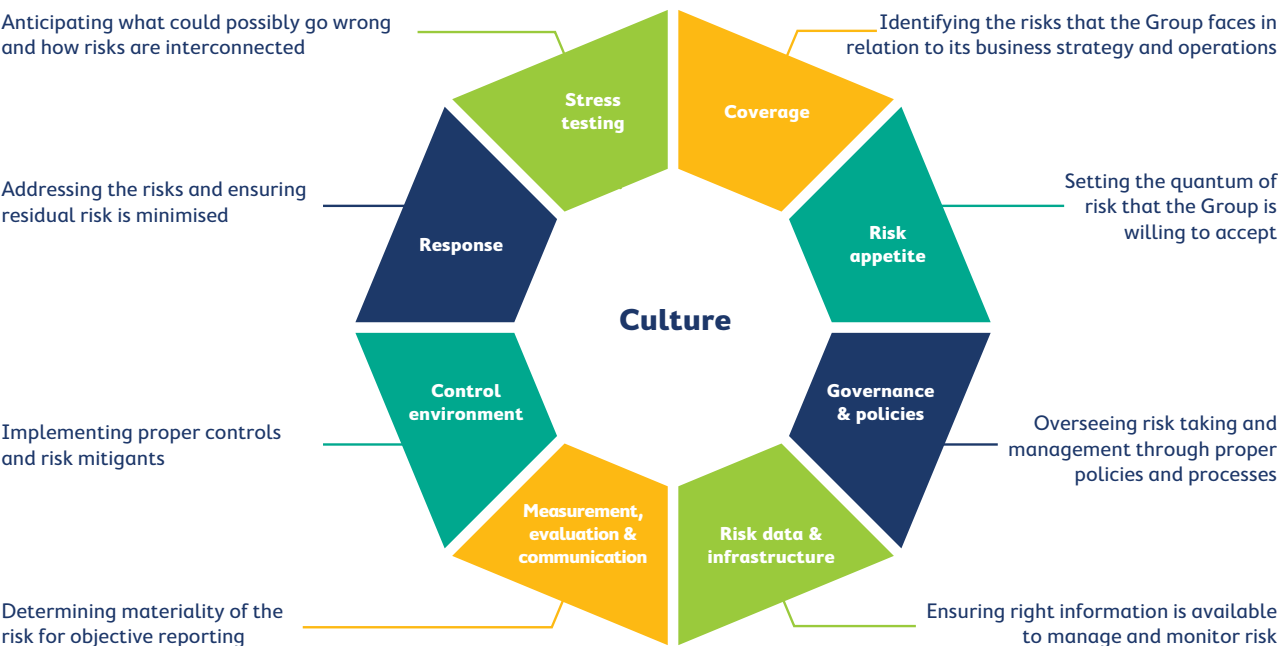 Anticipating what could possibly go wrong
and how risks are interconnected
Identifying the risks that the Group faces in
relation to its business strategy and operations
Stress
testing
Coverage
Addressing the risks and ensuring
residual risk is minimised
Response
Risk
appetite
Setting the quantum of
risk that the Group is
willing to accept
Culture
Control
environment
Governance
& policies
Implementing proper controls
and risk mitigants
Overseeing risk taking and
management through proper
policies and processes
Measurement,
evaluation &
communication
Risk data &
infrastructure
Determining materiality of the
risk for objective reporting
Ensuring right information is available
to manage and monitor risk